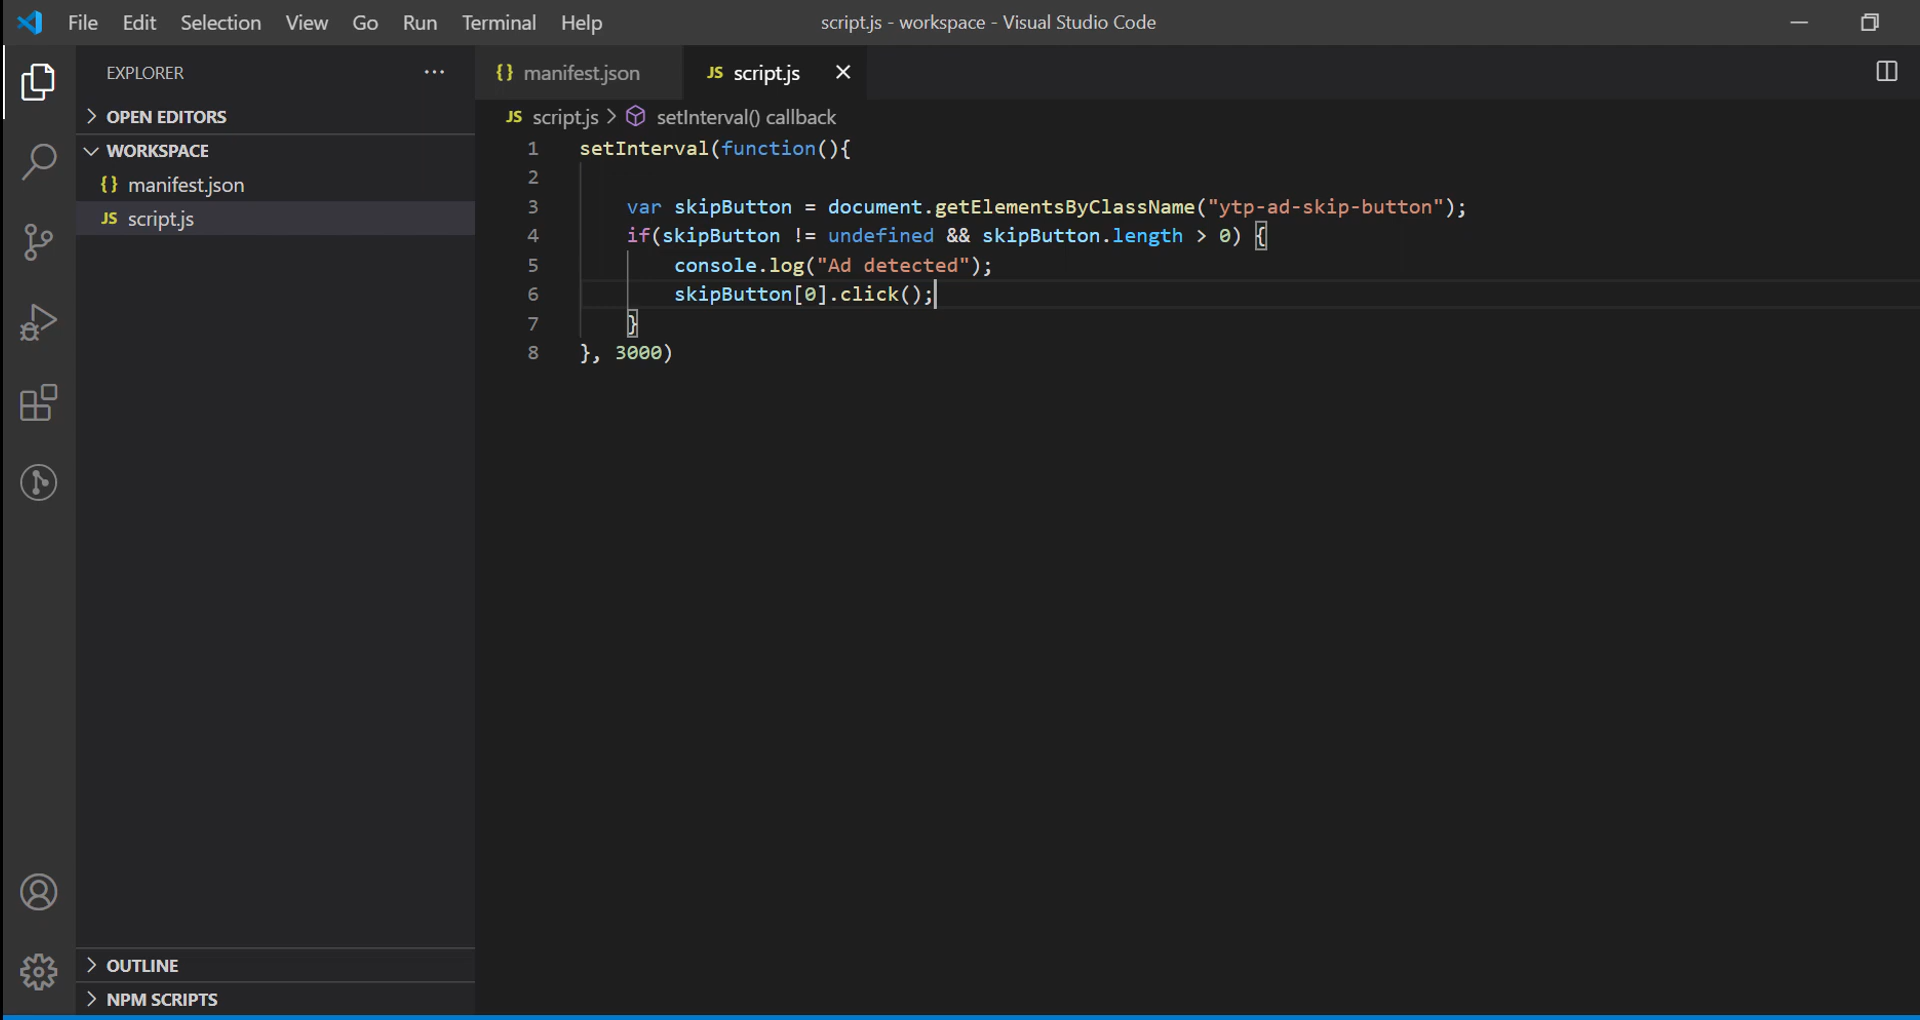 File Edit Selection View Go Run Terminal Help script.js - workspace - Visual Studio Code
EXPLORER ···
OPEN EDITORS
WORKSPACE
{} manifest.json
JS script.js
OUTLINE
NPM SCRIPTS
{} manifest.json JS script.js
JS script.js > setInterval() callback
1 setInterval(function(){
2
3 var skipButton = document.getElementsByClassName("ytp-ad-skip-button");
4 if(skipButton != undefined && skipButton.length > 0) {
5 console.log("Ad detected");
6 skipButton[0].click();
7 }
8 }, 3000)